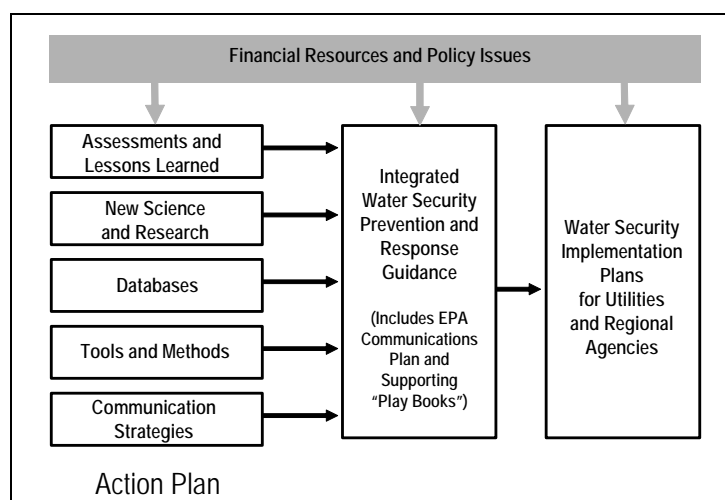 Financial Resources and Policy Issues
Assessments and
Lessons Learned
New Science
and Research
Databases
Tools and Methods
Communication
Strategies
Integrated
Water Security
Prevention and
Response
Guidance
(Includes EPA
Communications
Plan and
Supporting
“Play Books”)
Water Security
Implementation
Plans
for Utilities
and Regional
Agencies
Action Plan